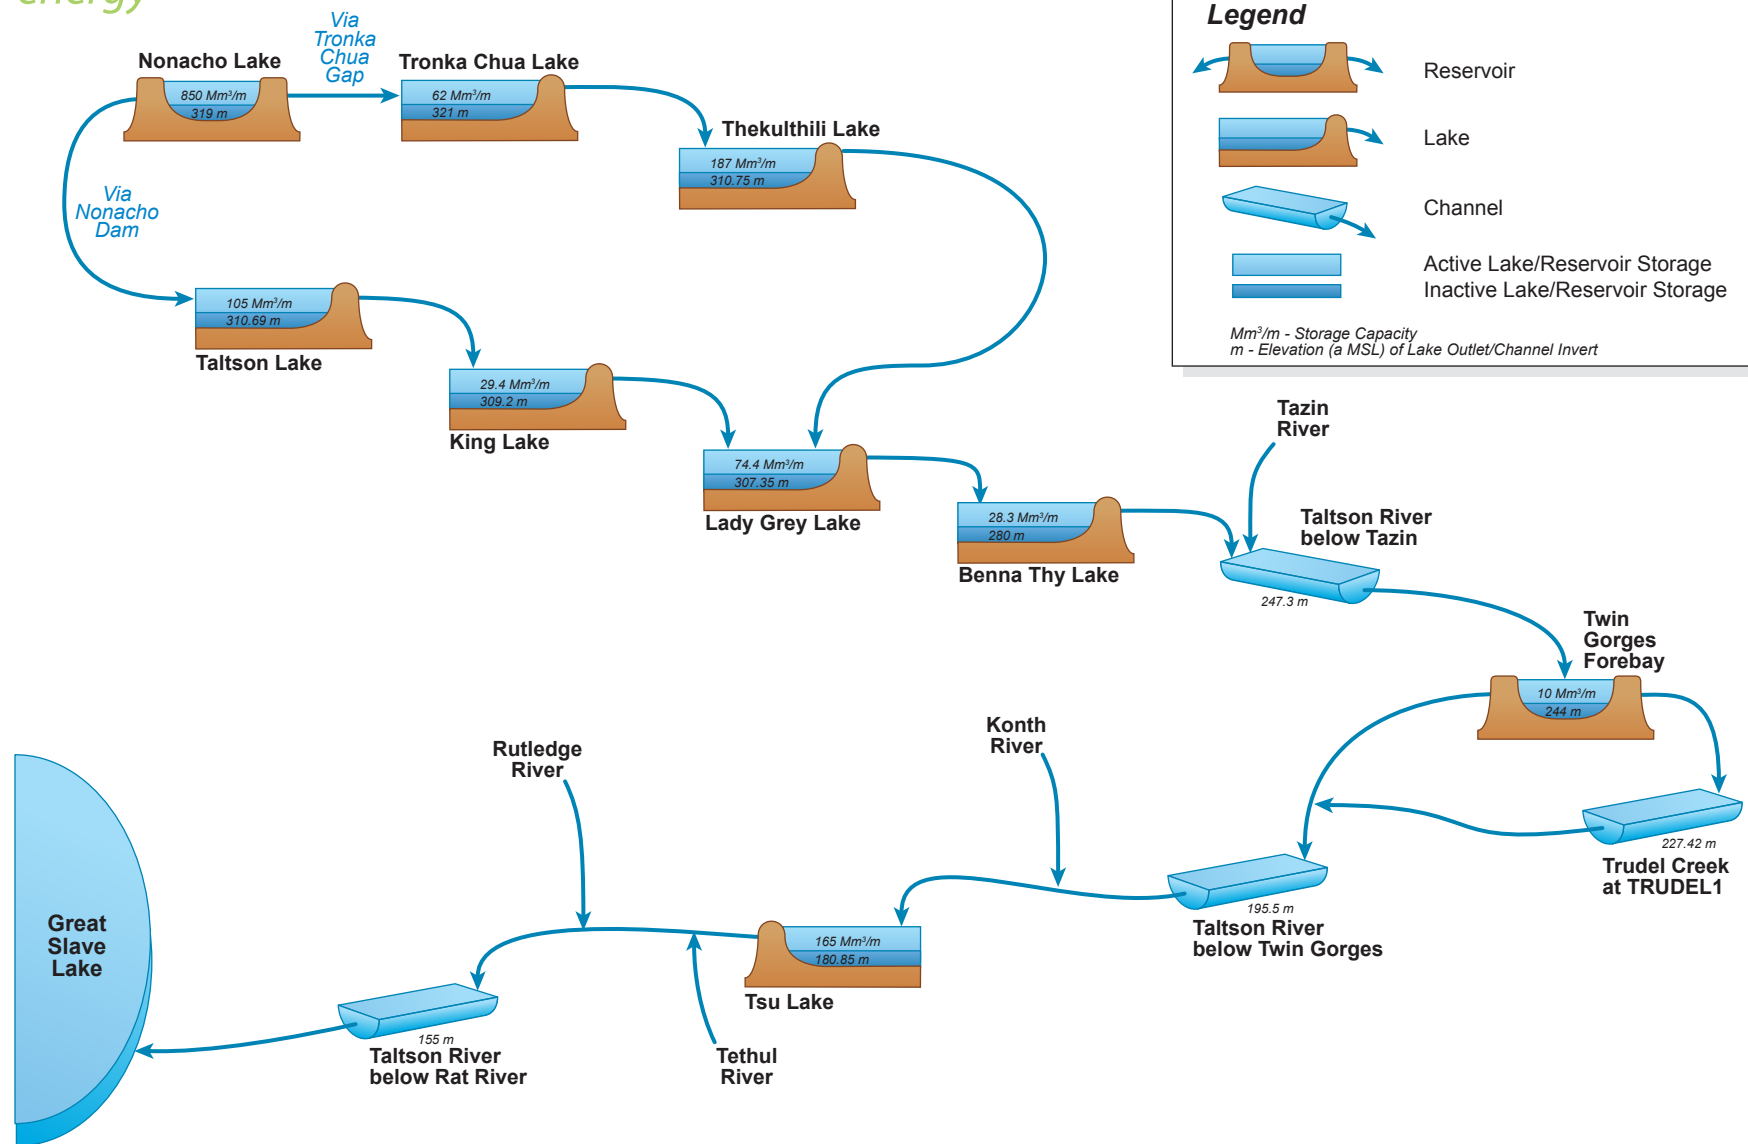 energy
Via
Tronka
Chua
Gap
Nonacho Lake
850 Mm³/m
319 m
Tronka Chua Lake
62 Mm³/m
321 m
Thekulthili Lake
187 Mm³/m
310.75 m
Via
Nonacho
Dam
105 Mm³/m
310.69 m
Taltson Lake
29.4 Mm³/m
309.2 m
King Lake
74.4 Mm³/m
307.35 m
Lady Grey Lake
28.3 Mm³/m
280 m
Benna Thy Lake
Legend
Reservoir
Lake
Channel
Active Lake/Reservoir Storage
Inactive Lake/Reservoir Storage
Mm³/m - Storage Capacity
m - Elevation (a MSL) of Lake Outlet/Channel Invert
Tazin
River
Taltson River
below Tazin
247.3 m
Twin
Gorges
Forebay
10 Mm³/m
244 m
227.42 m
Trudel Creek
at TRUDEL1
195.5 m
Taltson River
below Twin Gorges
Konth
River
Rutledge
River
165 Mm³/m
180.85 m
Tsu Lake
Tethul
River
155 m
Taltson River
below Rat River
Great
Slave
Lake